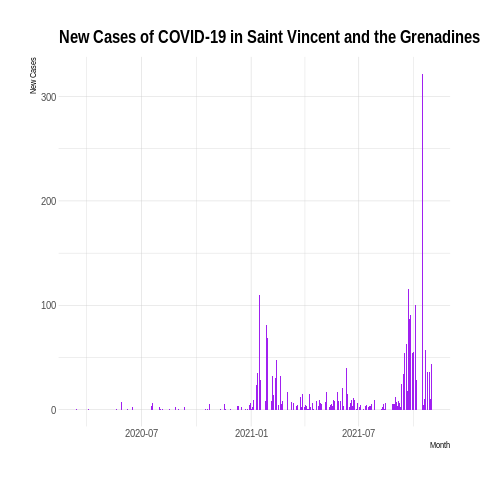 New Cases of COVID-19 in Saint Vincent and the Grenadines
New Cases
300
200
100
0
2020-07 2021-01 2021-07
Month